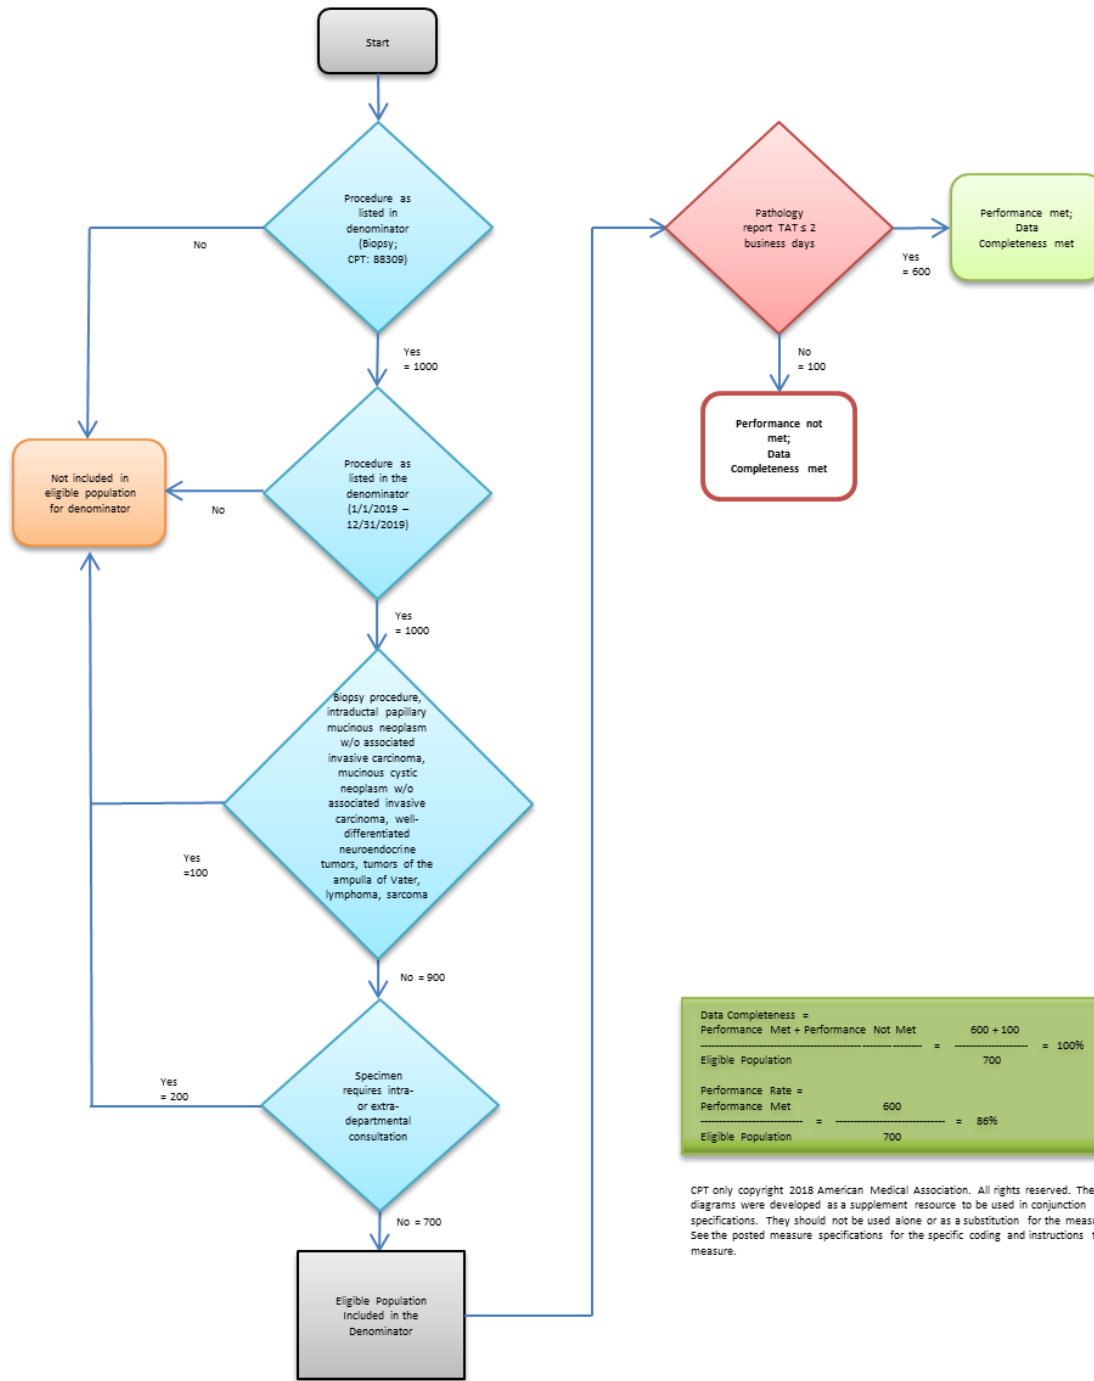 Start
Procedure as
listed in
denominator
(Biopsy;
CPT: 88309)
No
Yes
= 1000
Procedure as
listed in the
denominator
(1/1/2019 –
12/31/2019)
No
Not included in
eligible population
for denominator
Yes
= 1000
Biopsy procedure,
intraductal papillary
mucinous neoplasm
w/o associated
invasive carcinoma,
mucinous cystic
neoplasm w/o
associated invasive
carcinoma, well-
differentiated
neuroendocrine
tumors, tumors of the
ampulla of Vater,
lymphoma, sarcoma
Yes
=100
No = 900
Specimen
requires intra-
or extra-
departmental
consultation
Yes
= 200
No = 700
Eligible Population
Included in the
Denominator
Pathology
report TAT ≤ 2
business days
Yes
= 600
Performance met;
Data
Completeness met
No
= 100
Performance not
met;
Data
Completeness met
Data Completeness =
Performance Met + Performance Not Met 600 + 100
---------------------------------------- = ------------------ = 100%
Eligible Population 700
Performance Rate =
Performance Met 600
------------------------- = --------------------------- = 86%
Eligible Population 700
CPT only copyright 2018 American Medical Association. All rights reserved. The
diagrams were developed as a supplement resource to be used in conjunction
specifications. They should not be used alone or as a substitution for the measu
See the posted measure specifications for the specific coding and instructions
measure.